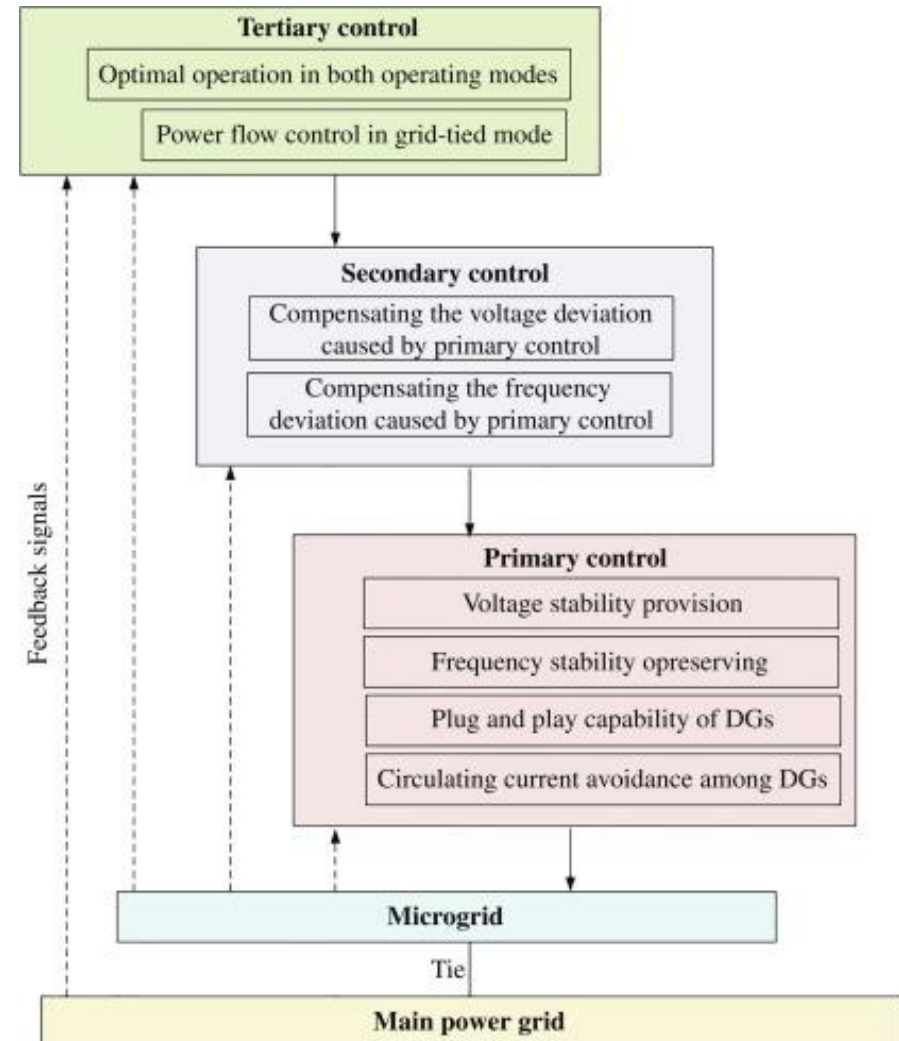 Tertiary control
Optimal operation in both operating modes
Power flow control in grid-tied mode
Secondary control
Compensating the voltage deviation
caused by primary control
Compensating the frequency
deviation caused by primary control
Feedback signals
Primary control
Voltage stability provision
Frequency stability opreserving
Plug and play capability of DGs
Circulating current avoidance among DGs
Microgrid
Tie
Main power grid